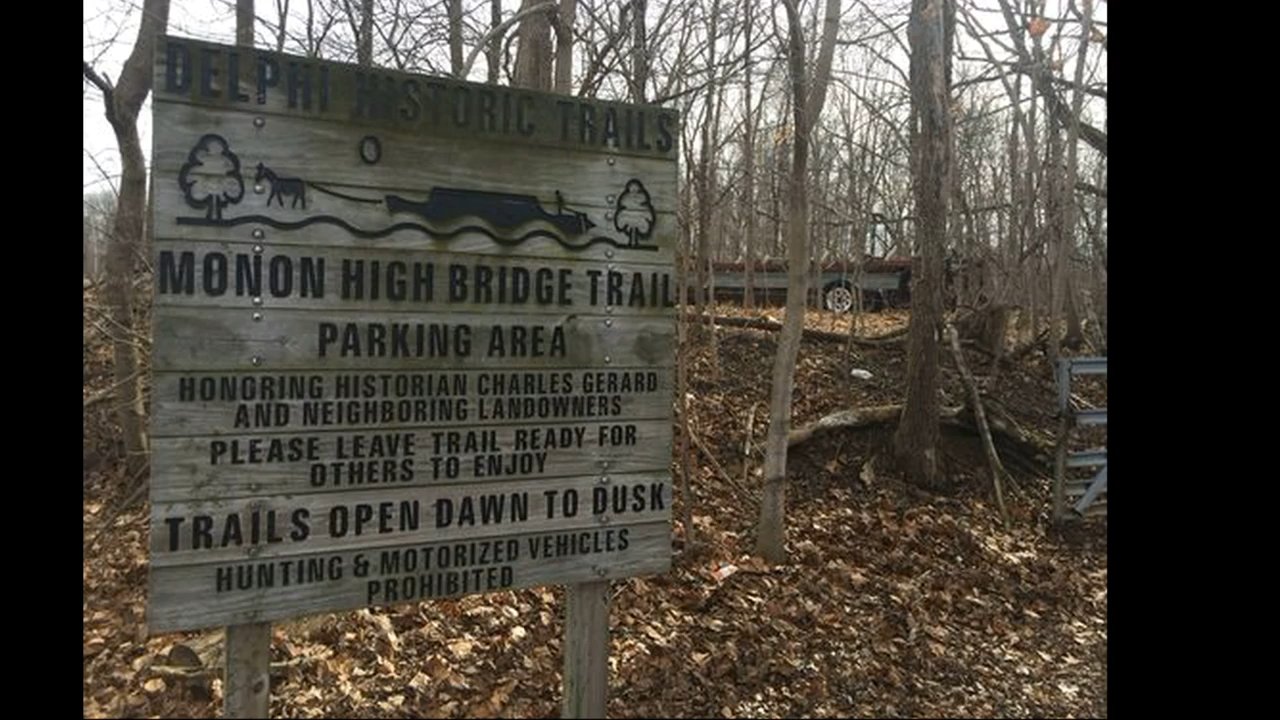 DELPHI HISTORIC TRAILS
MONON HIGH BRIDGE TRAIL
PARKING AREA
HONORING HISTORIAN CHARLES GERARD
AND NEIGHBORING LANDOWNERS
PLEASE LEAVE TRAIL READY FOR
OTHERS TO ENJOY
TRAILS OPEN DAWN TO DUSK
HUNTING & MOTORIZED VEHICLES
PROHIBITED